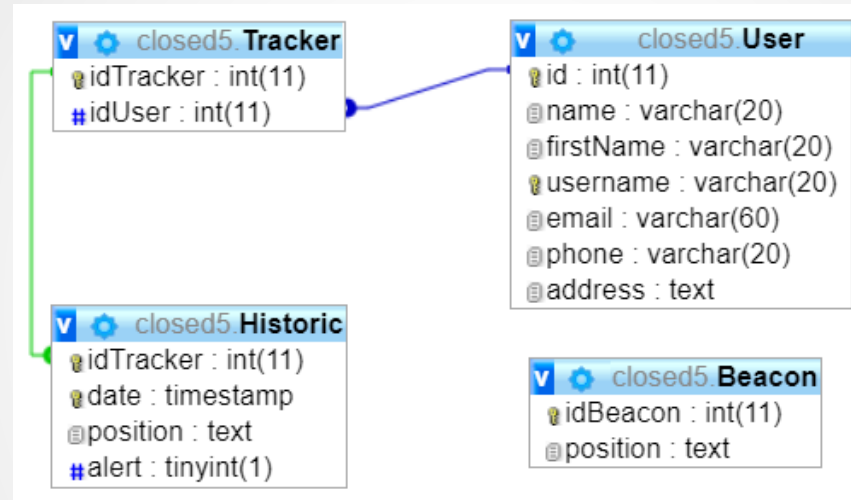 closed5.Tracker
idTracker : int(11)
#idUser : int(11)
closed5.User
id : int(11)
name : varchar(20)
firstName : varchar(20)
username : varchar(20)
email : varchar(60)
phone : varchar(20)
address : text
v closed5.Historic
idTracker : int(11)
date : timestamp
position : text
#alert : tinyint(1)
v closed5.Beacon
idBeacon : int(11)
position : text